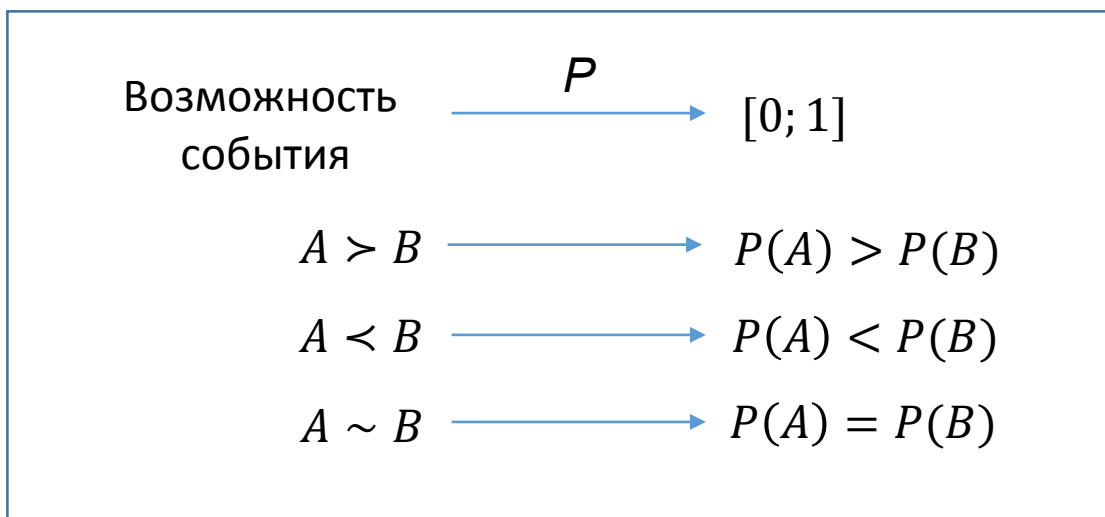 P
Возможность
события
[0; 1]
A ≻ B P(A) > P(B)
A ≺ B P(A) < P(B)
A ~ B P(A) = P(B)